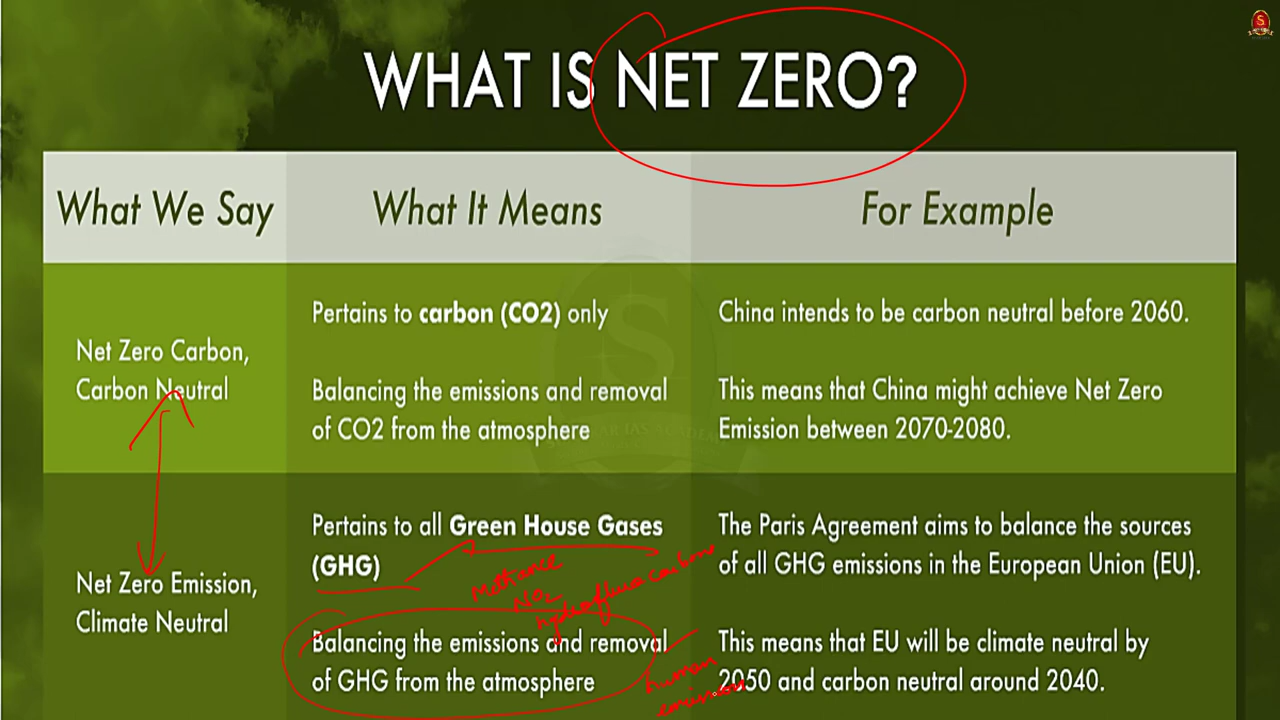 WHAT IS NET ZERO?
What We Say
What It Means
For Example
Net Zero Carbon,
Carbon Neutral
Pertains to carbon (CO2) only
Balancing the emissions and removal
of CO2 from the atmosphere
China intends to be carbon neutral before 2060.
This means that China might achieve Net Zero
Emission between 2070-2080.
Net Zero Emission,
Climate Neutral
Pertains to all Green House Gases
(GHG)
Methane
NO2
hydrofluorocarbons
Balancing the emissions and removal
of GHG from the atmosphere
human
emissions
The Paris Agreement aims to balance the sources
of all GHG emissions in the European Union (EU).
This means that EU will be climate neutral by
2050 and carbon neutral around 2040.